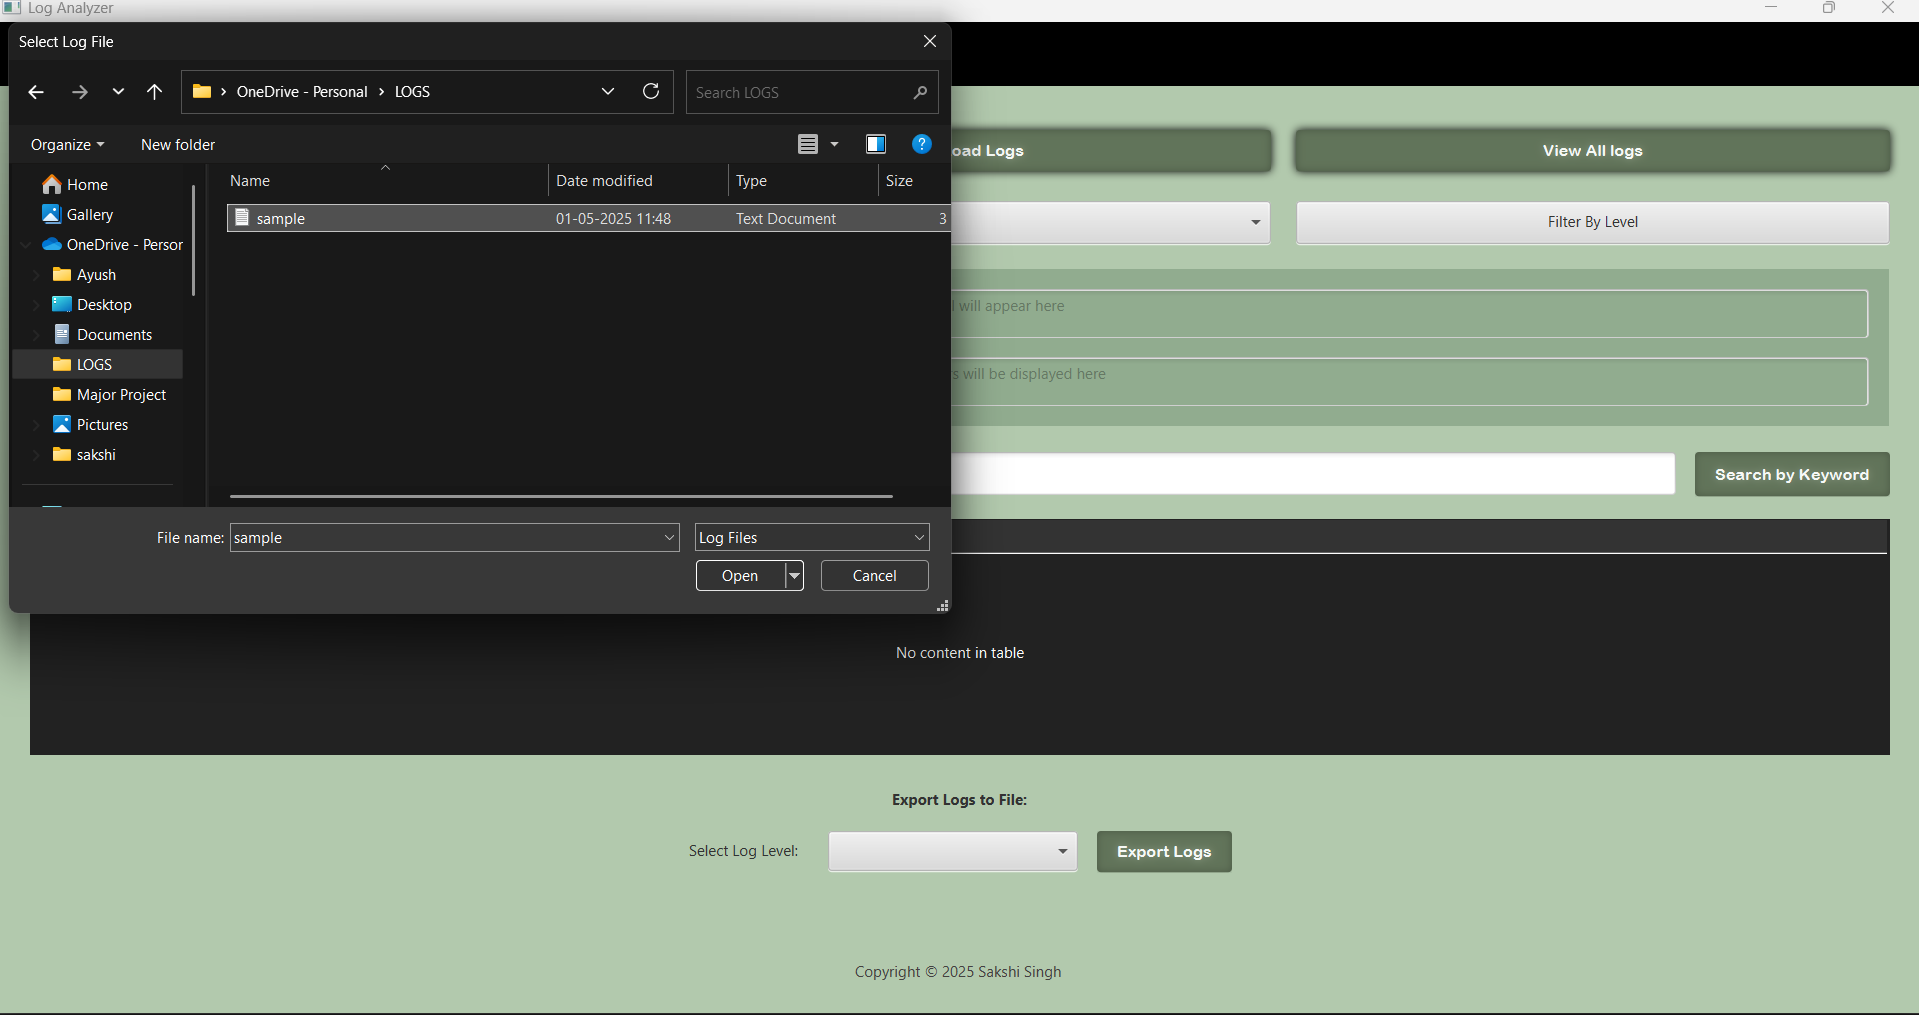 Log Analyzer
Select Log File
OneDrive - Personal > LOGS
Search LOGS
Organize
New folder
?
Home
Gallery
OneDrive - Persor
Ayush
Desktop
Documents
LOGS
Major Project
Pictures
sakshi
Name
Date modified
Type
Size
sample
01-05-2025 11:48
Text Document
3
File name:
sample
Log Files
Open
Cancel
oad Logs
View All logs
Filter By Level
l will appear here
s will be displayed here
Search by Keyword
No content in table
Export Logs to File:
Select Log Level:
Export Logs
Copyright © 2025 Sakshi Singh